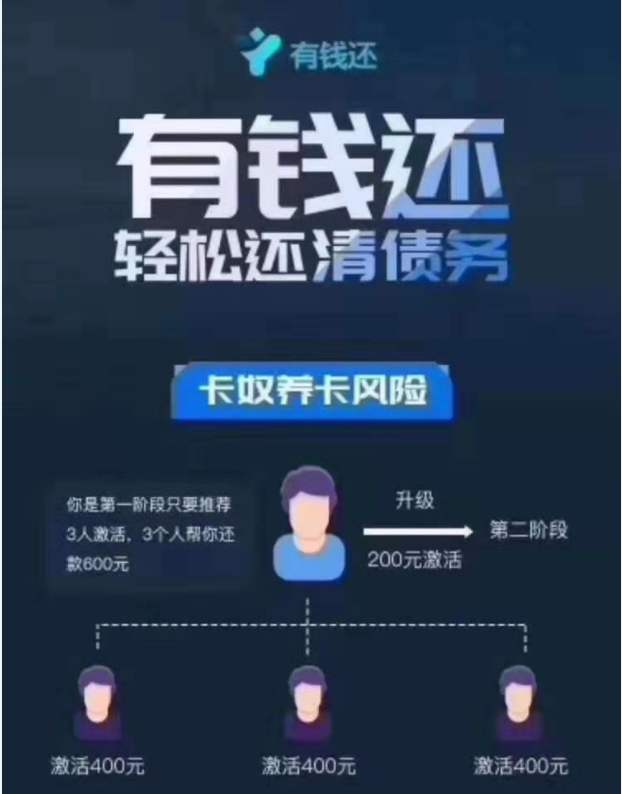 有钱还
有钱还
轻松还清债务
卡奴养卡风险
你是第一阶段只要推荐
3人激活，3个人帮你还
款600元
升级
200元激活
第二阶段
激活400元
激活400元
激活400元